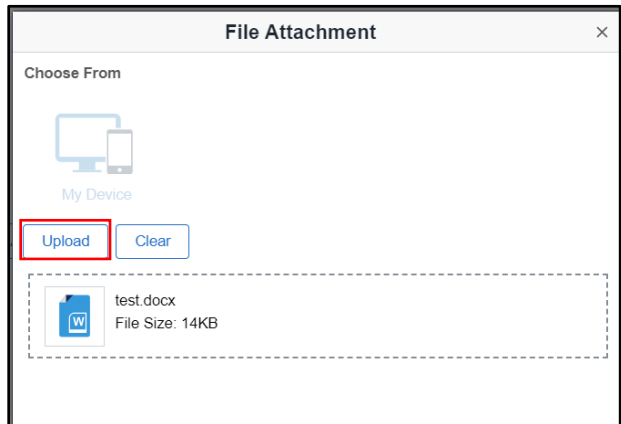 File Attachment ×
Choose From
My Device
Upload Clear
test.docx
File Size: 14KB
W